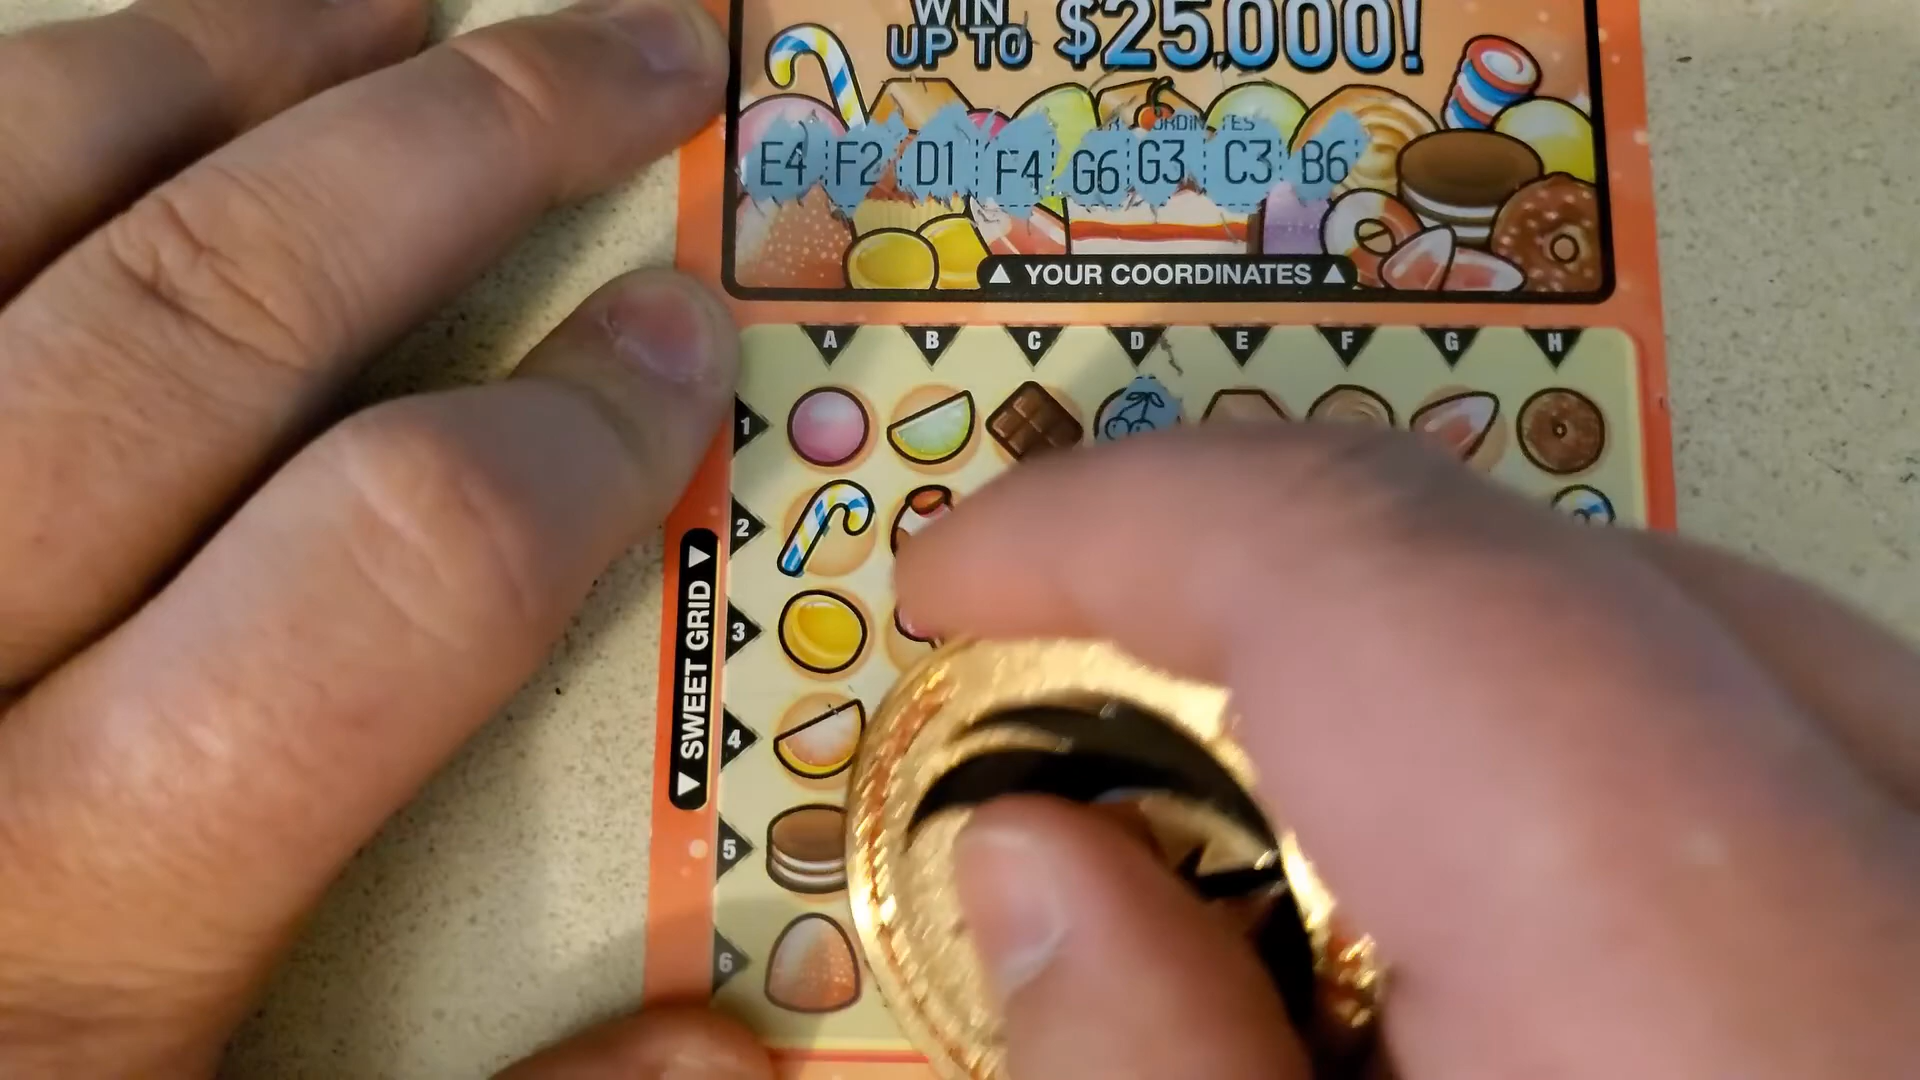 WIN
UP TO $25,000!
E4 F2 D1 F4 G6 G3 C3 B6
▲ YOUR COORDINATES ▲
A B C D E F G H
1
2
3
4
5
6
▼ SWEET GRID ▼